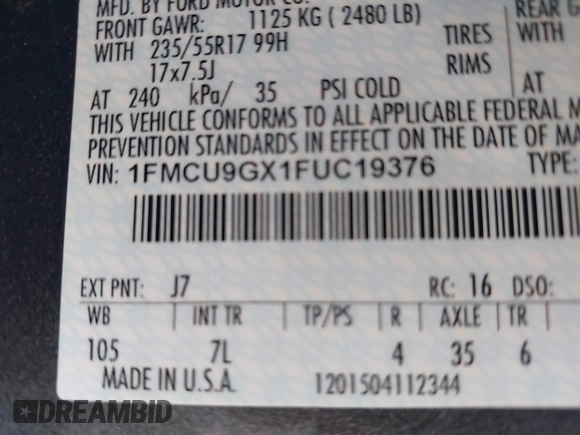 MFD. BY FORD MOTOR CO.
FRONT GAWR: 1125 KG ( 2480 LB) REAR G
WITH 235/55R17 99H TIRES WITH
17x7.5J RIMS
AT 240 kPa/ 35 PSI COLD AT
THIS VEHICLE CONFORMS TO ALL APPLICABLE FEDERAL M
PREVENTION STANDARDS IN EFFECT ON THE DATE OF MA
VIN: 1FMCU9GX1FUC19376 TYPE:
EXT PNT: J7 RC: 16 DSO:
WB INT TR TP/PS R AXLE TR
105 7L 4 35 6
MADE IN U.S.A. 1201504112344
DREAMBID